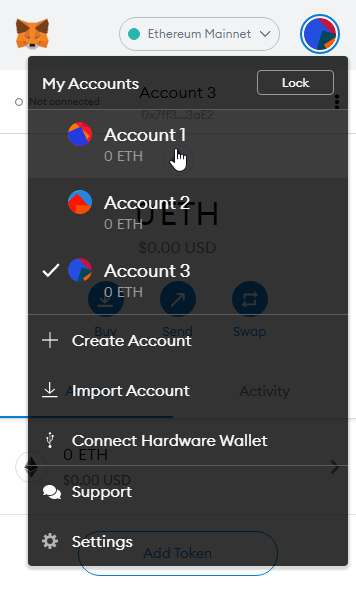 Ethereum Mainnet
My Accounts
Lock
Not connected
Account 3
0x7ff3...3aE2
Account 1
0 ETH
Account 2
0 ETH
0 ETH
$0.00 USD
Account 3
0 ETH
Buy
Send
Swap
Create Account
Import Account
Activity
Connect Hardware Wallet
0 ETH
$0.00 USD
Support
Settings
Add Token